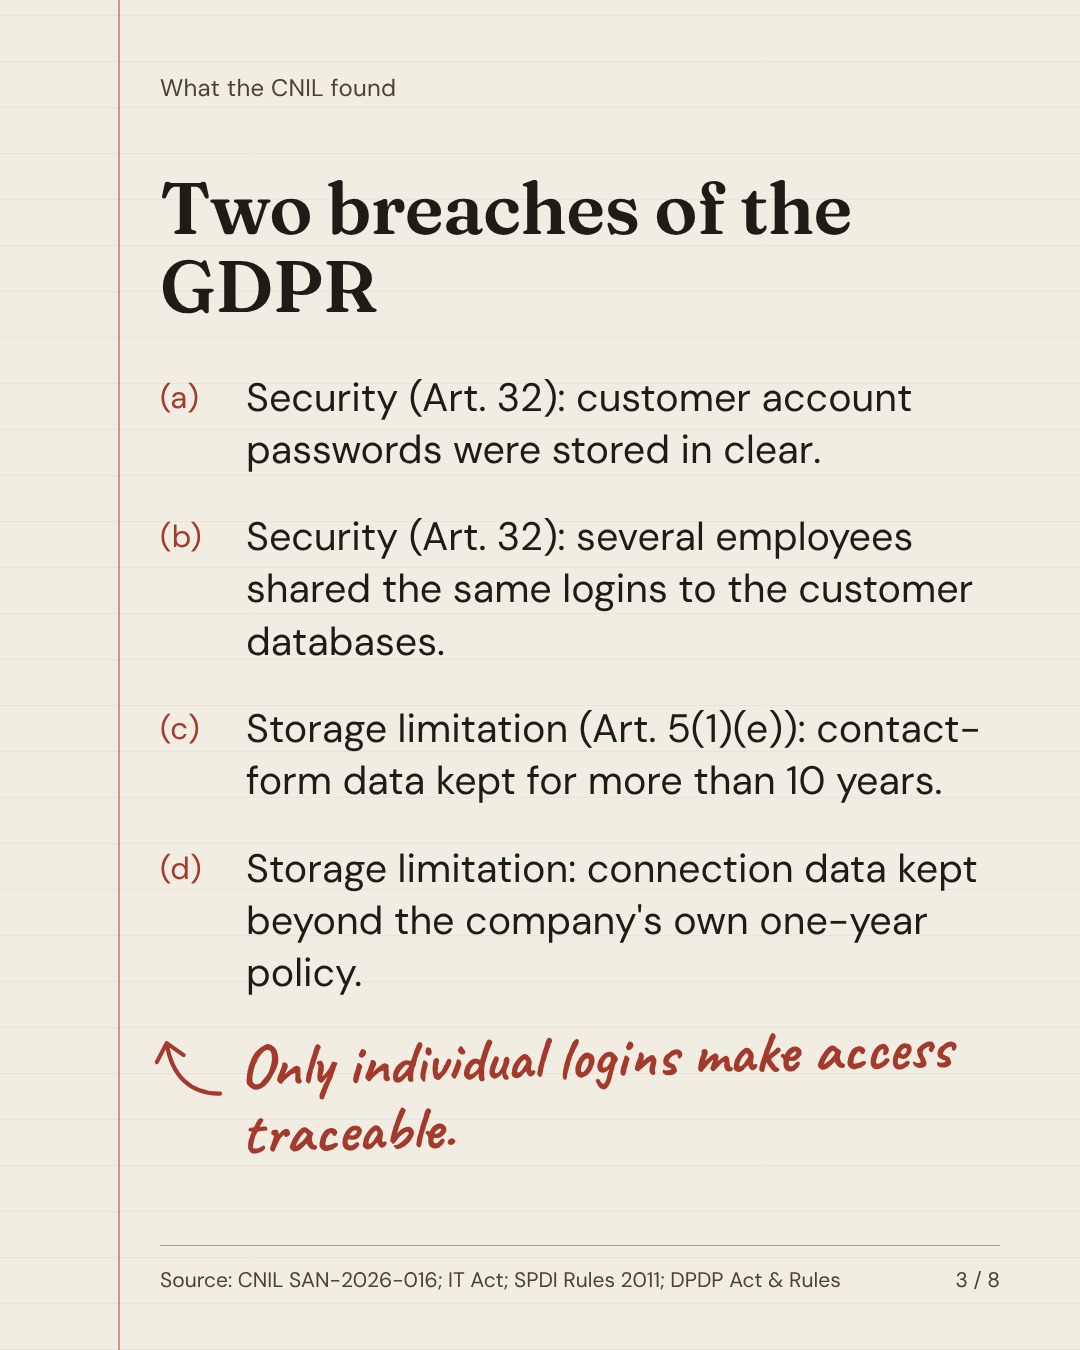 What the CNIL found
Two breaches of the
GDPR
(a) Security (Art. 32): customer account
passwords were stored in clear.
(b) Security (Art. 32): several employees
shared the same logins to the customer
databases.
(c) Storage limitation (Art. 5(1)(e)): contact-
form data kept for more than 10 years.
(d) Storage limitation: connection data kept
beyond the company's own one-year
policy.
Only individual logins make access
traceable.
Source: CNIL SAN-2026-016; IT Act; SPDI Rules 2011; DPDP Act & Rules 3 / 8